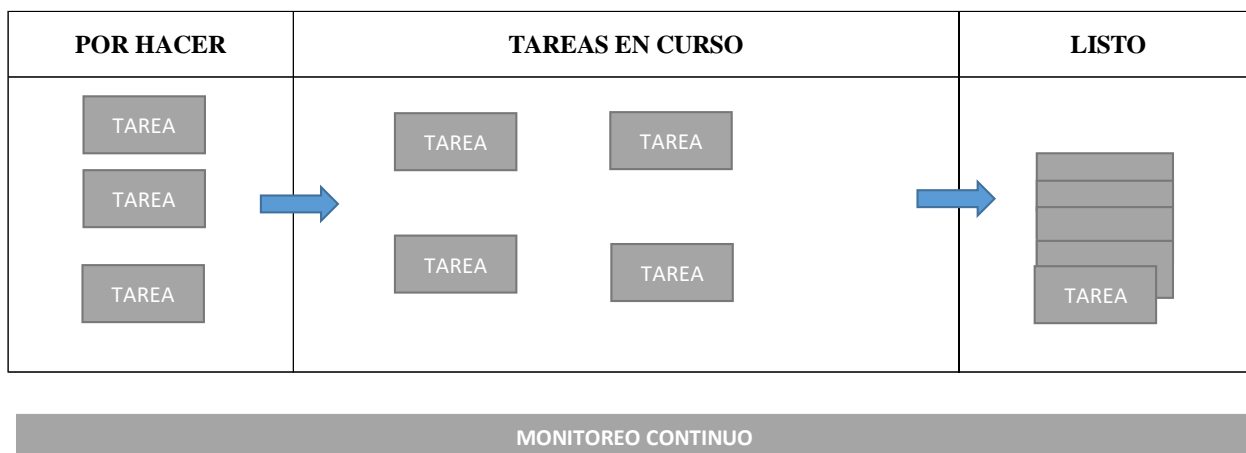 POR HACER
TAREAS EN CURSO
LISTO
TAREA
TAREA
TAREA
TAREA
TAREA
TAREA
TAREA
TAREA
MONITOREO CONTINUO